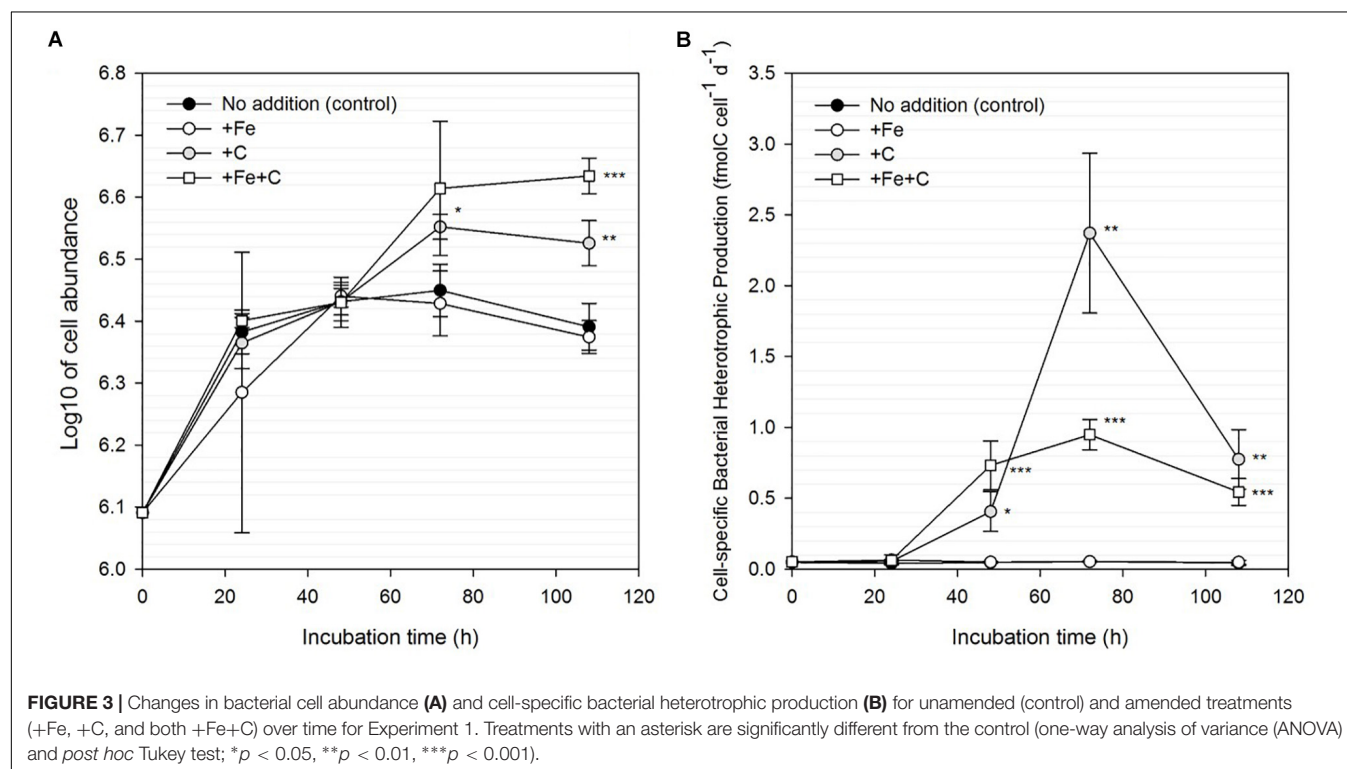 A
6.8
6.7
6.6
6.5
6.4
6.3
6.2
6.1
6.0
Log10 of cell abundance
No addition (control)
+Fe
+C
+Fe+C
*
***
**
0 20 40 60 80 100 120
Incubation time (h)
B
3.5
3.0
2.5
2.0
1.5
1.0
0.5
0.0
Cell-specific Bacterial Heterotrophic Production (fmolC cell-1 d-1)
No addition (control)
+Fe
+C
+Fe+C
**
***
***
*
**
***
0 20 40 60 80 100 120
Incubation time (h)
FIGURE 3 | Changes in bacterial cell abundance (A) and cell-specific bacterial heterotrophic production (B) for unamended (control) and amended treatments
(+Fe, +C, and both +Fe+C) over time for Experiment 1. Treatments with an asterisk are significantly different from the control (one-way analysis of variance (ANOVA)
and post hoc Tukey test; *p < 0.05, **p < 0.01, ***p < 0.001).